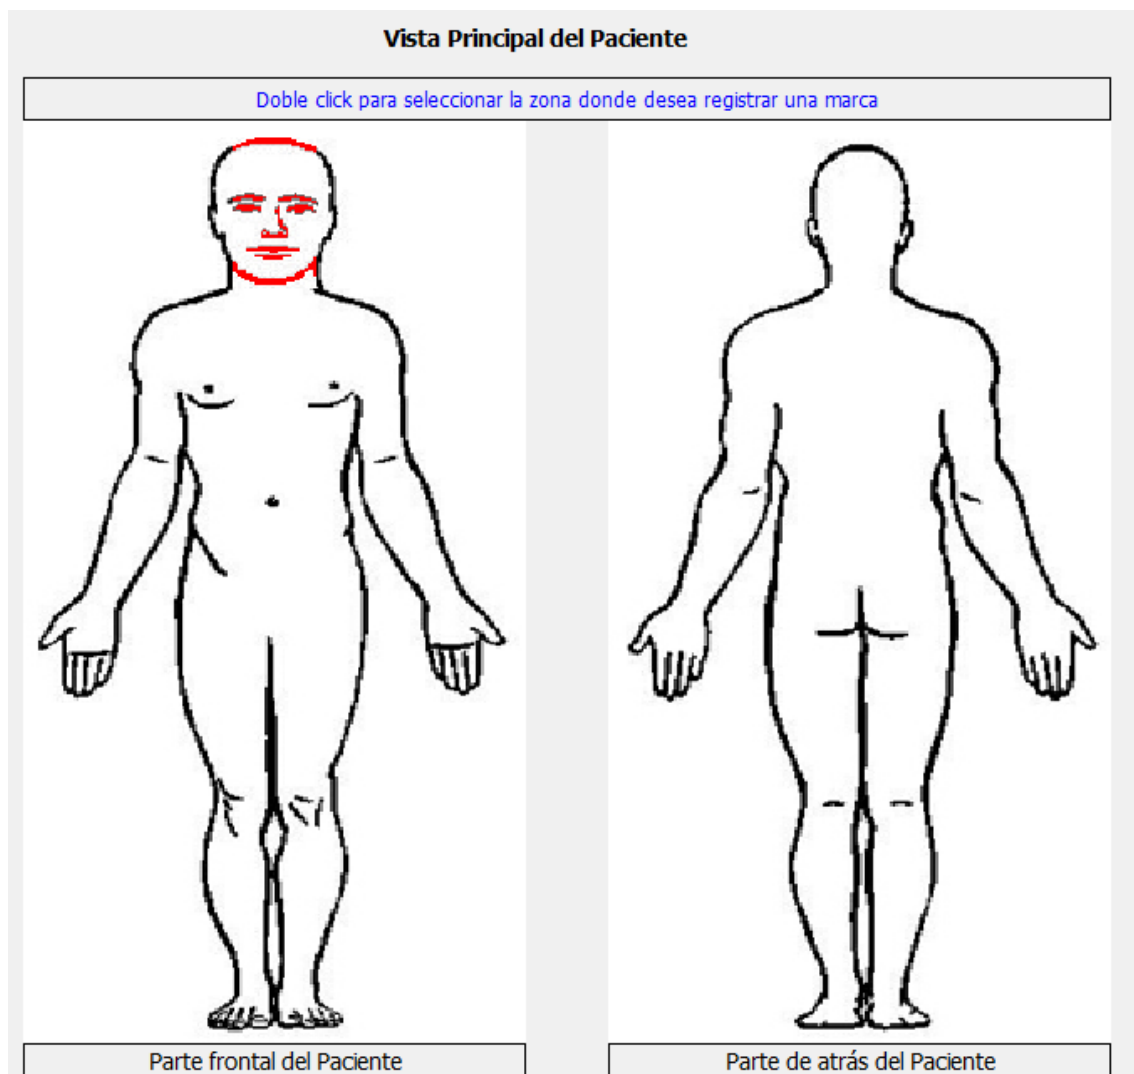 Vista Principal del Paciente
Doble click para seleccionar la zona donde desea registrar una marca
Parte frontal del Paciente
Parte de atrás del Paciente